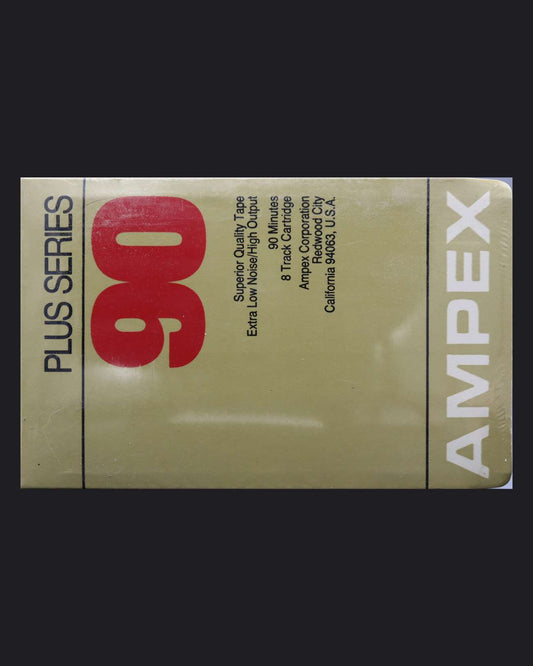 PLUS SERIES
90
Superior Quality Tape
Extra Low Noise/High Output
90 Minutes
8 Track Cartridge
Ampex Corporation
Redwood City
California 94063, U.S.A.
AMPEX